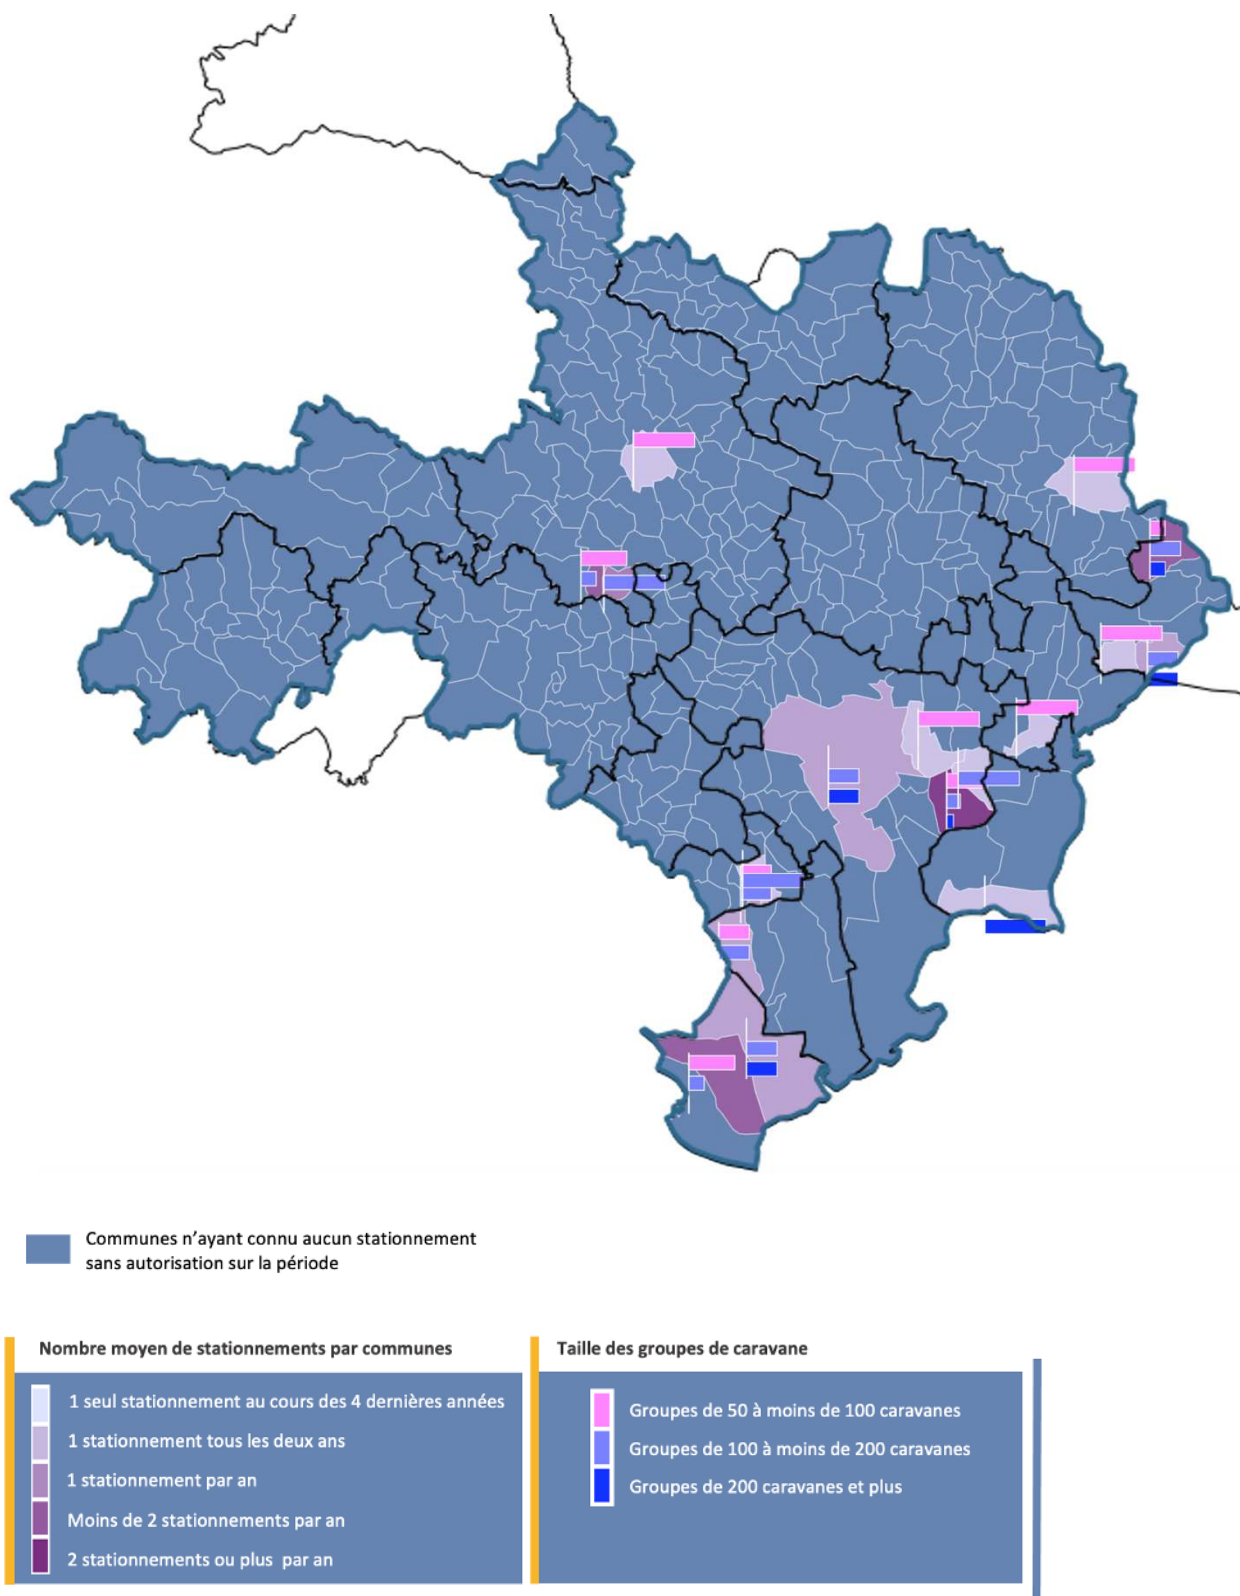 Communes n'ayant connu aucun stationnement
sans autorisation sur la période
Nombre moyen de stationnements par communes
1 seul stationnement au cours des 4 dernières années
1 stationnement tous les deux ans
1 stationnement par an
Moins de 2 stationnements par an
2 stationnements ou plus par an
Taille des groupes de caravane
Groupes de 50 à moins de 100 caravanes
Groupes de 100 à moins de 200 caravanes
Groupes de 200 caravanes et plus